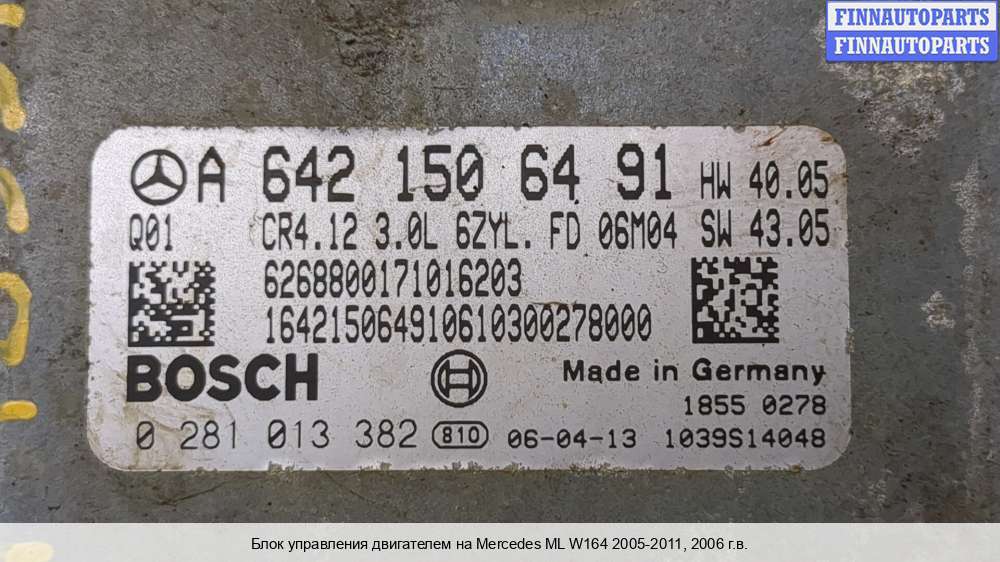 FINNAUTOPARTS
FINNAUTOPARTS
A 642 150 64 91 HW 40.05
Q01 CR4.12 3.0L 6ZYL. FD 06M04 SW 43.05
6268800171016203
16421506491061030027​8000
BOSCH Made in Germany
1855 0278
0 281 013 382 810 06-04-13 1039S14048
Блок управления двигателем на Mercedes ML W164 2005-2011, 2006 г.в.